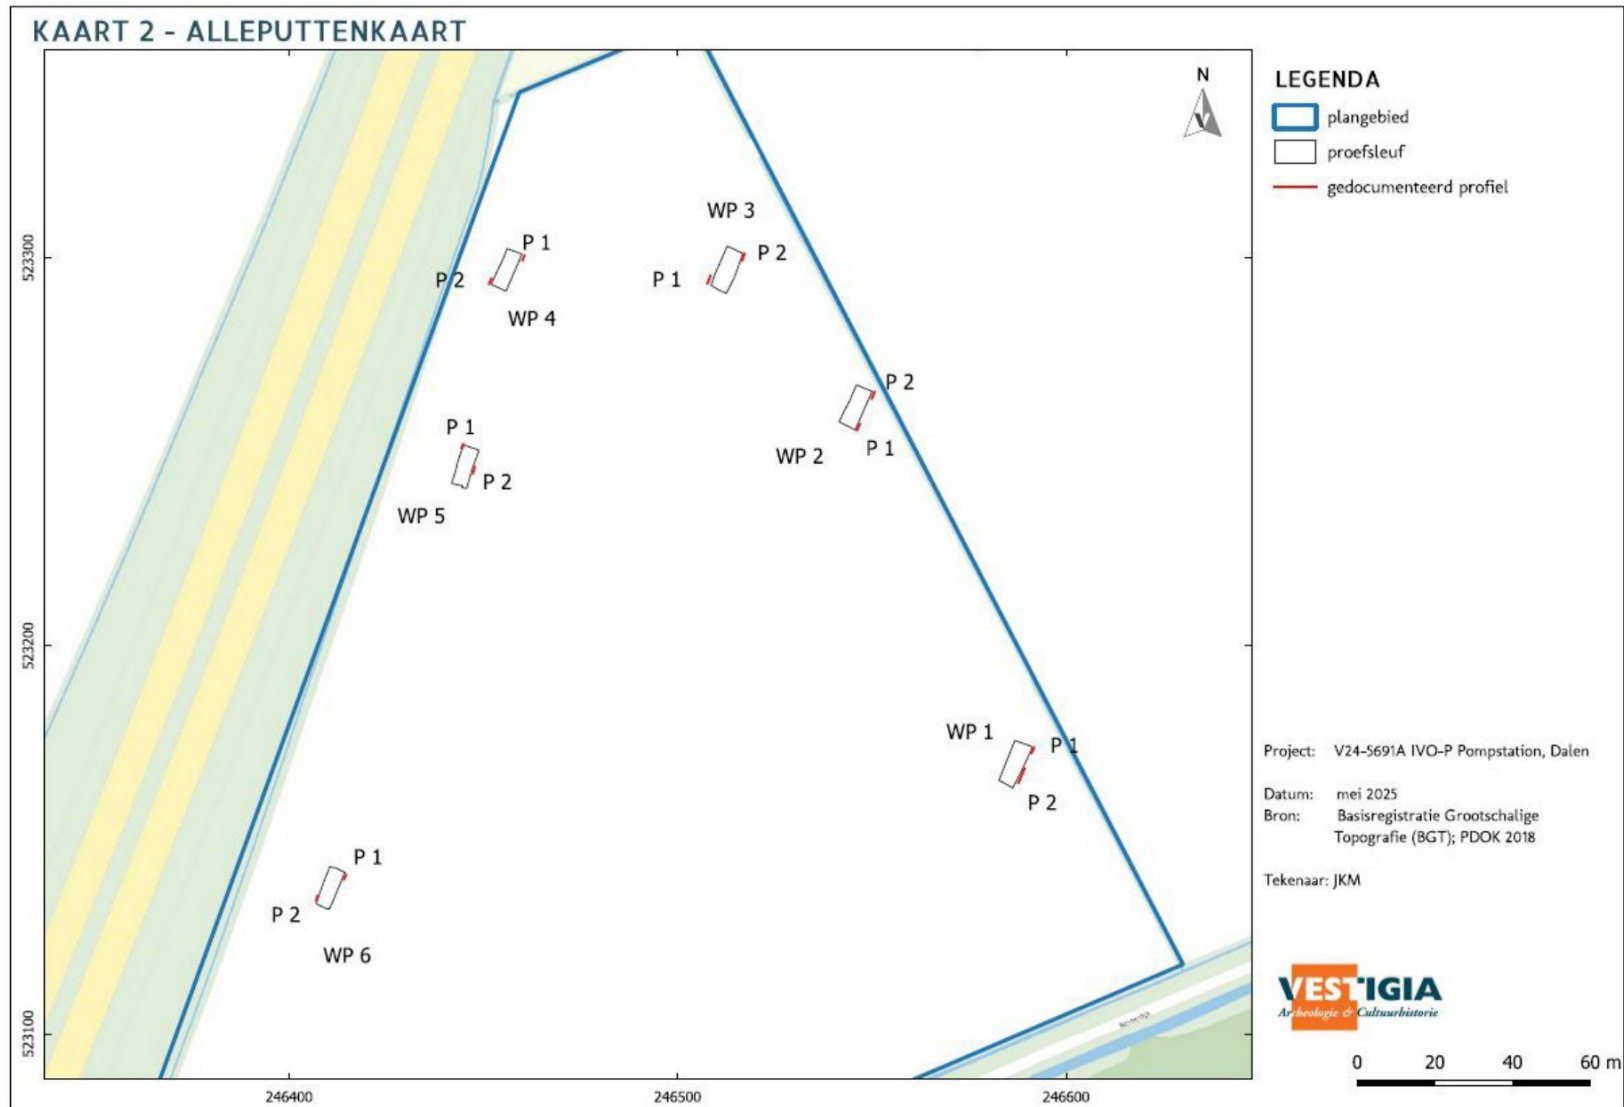 KAART 2 - ALLEPUTTENKAART
N
LEGENDA
plangebied
proefsleuf
gedocumenteerd profiel
WP 3
P 1
P 2
P 1
P 2
WP 4
P 2
P 1
WP 2
P 1
P 2
WP 5
WP 1
P 1
P 2
P 1
P 2
WP 6
523300
523200
523100
246400
246500
246600
Project: V24-5691A IVO-P Pompstation, Dalen
Datum: mei 2025
Bron: Basisregistratie Grootschalige
Topografie (BGT); PDOK 2018
Tekenaar: JKM
VESTIGIA
Archeologie & Cultuurhistorie
0 20 40 60 m